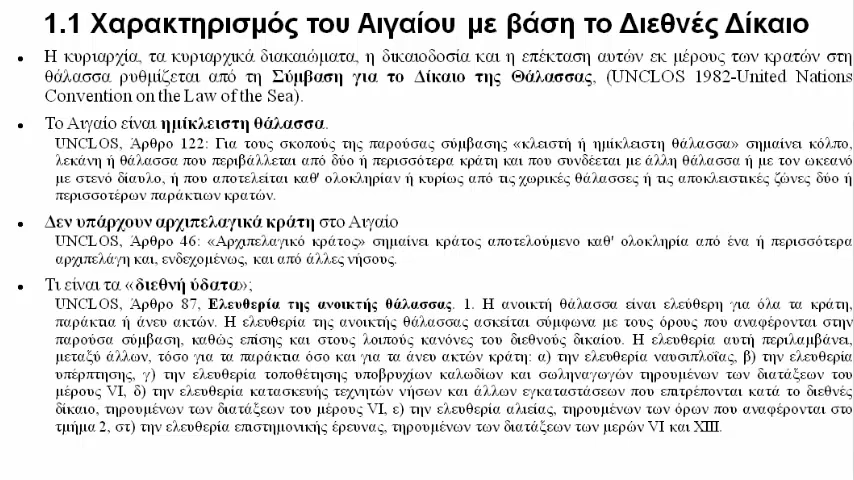 1.1 Χαρακτηρισμός του Αιγαίου με βάση το Διεθνές Δίκαιο
• Η κυριαρχία, τα κυριαρχικά διακαιώματα, η δικαιοδοσία και η επέκταση αυτών εκ μέρους των κρατών στη
θάλασσα ρυθμίζεται από τη Σύμβαση για το Δίκαιο της Θάλασσας, (UNCLOS 1982-United Nations
Convention on the Law of the Sea).
• Το Αιγαίο είναι ημίκλειστη θάλασσα.
UNCLOS, Άρθρο 122: Για τους σκοπούς της παρούσας σύμβασης «κλειστή ή ημίκλειστη θάλασσα» σημαίνει κόλπο,
λεκάνη ή θάλασσα που περιβάλλεται από δύο ή περισσότερα κράτη και που συνδέεται με άλλη θάλασσα ή με τον ωκεανό
με στενό δίαυλο, ή που αποτελείται καθ' ολοκληρίαν ή κυρίως από τις χωρικές θάλασσες ή τις αποκλειστικές ζώνες δύο ή
περισσοτέρων παράκτιων κρατών.
• Δεν υπάρχουν αρχιπελαγικά κράτη στο Αιγαίο
UNCLOS, Άρθρο 46: «Αρχιπελαγικό κράτος» σημαίνει κράτος αποτελούμενο καθ' ολοκληρία από ένα ή περισσότερα
αρχιπελάγη και, ενδεχομένως, και από άλλες νήσους.
• Τι είναι τα «διεθνή ύδατα»;
UNCLOS, Άρθρο 87, Ελευθερία της ανοικτής θάλασσας. 1. Η ανοικτή θάλασσα είναι ελεύθερη για όλα τα κράτη,
παράκτια ή άνευ ακτών. Η ελευθερία της ανοικτής θάλασσας ασκείται σύμφωνα με τους όρους που αναφέρονται στην
παρούσα σύμβαση, καθώς επίσης και στους λοιπούς κανόνες του διεθνούς δικαίου. Η ελευθερία αυτή περιλαμβάνει,
μεταξύ άλλων, τόσο για τα παράκτια όσο και για τα άνευ ακτών κράτη: α) την ελευθερία ναυσιπλοΐας, β) την ελευθερία
υπέρπτησης, γ) την ελευθερία τοποθέτησης υποβρυχίων καλωδίων και σωληναγωγών τηρουμένων των διατάξεων του
μέρους VI, δ) την ελευθερία κατασκευής τεχνητών νήσων και άλλων εγκαταστάσεων που επιτρέπονται κατά το διεθνές
δίκαιο, τηρουμένων των διατάξεων του μέρους VI, ε) την ελευθερία αλιείας, τηρουμένων των όρων που αναφέρονται στο
τμήμα 2, στ) την ελευθερία επιστημονικής έρευνας, τηρουμένων των διατάξεων των μερών VI και XIII.